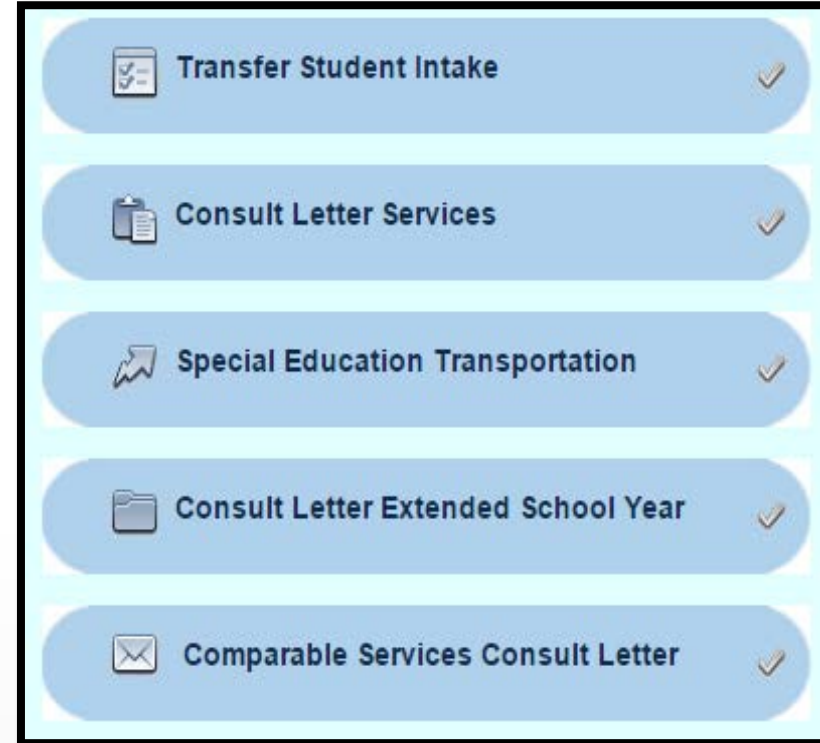 Transfer Student Intake
Consult Letter Services
Special Education Transportation
Consult Letter Extended School Year
Comparable Services Consult Letter